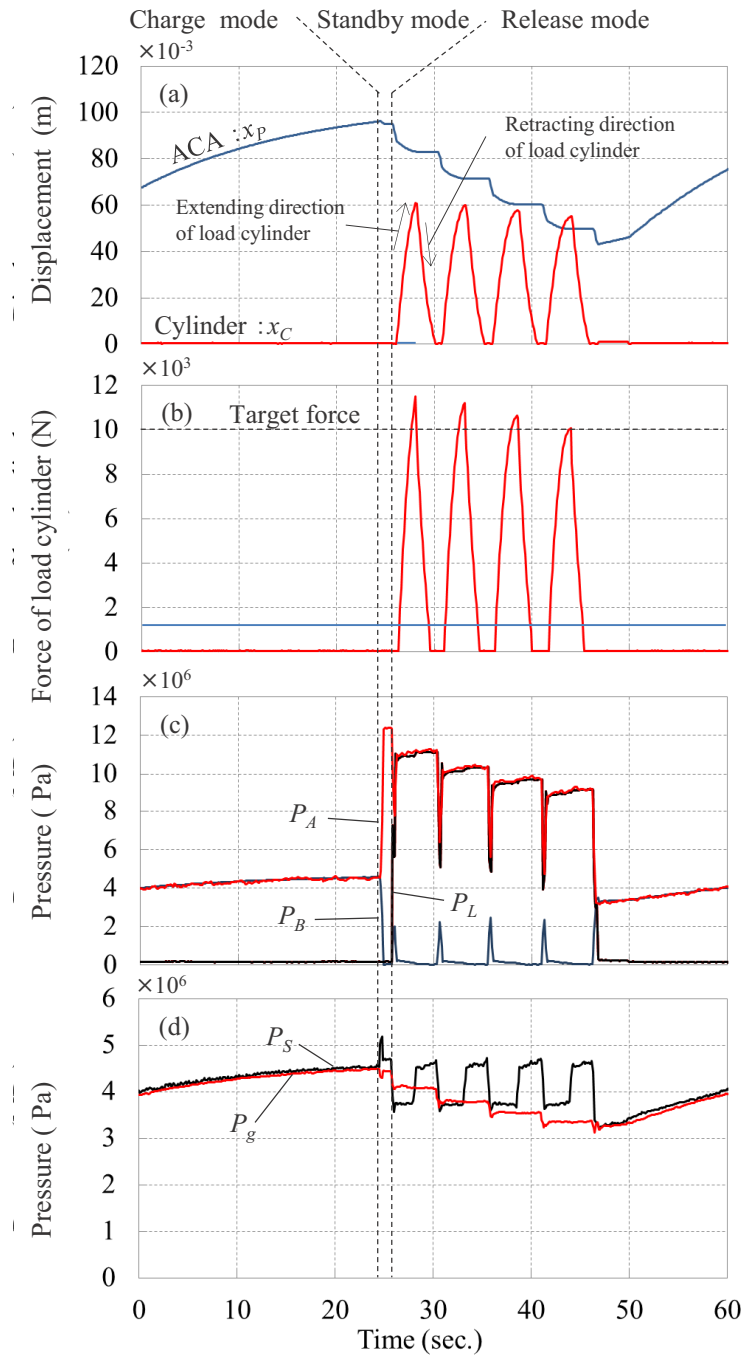 Charge mode Standby mode Release mode
×10-3
120
100
80
60
40
20
0
Displacement (m)
(a)
ACA : xP
Retracting direction
of load cylinder
Extending direction
of load cylinder
Cylinder : xC
×103
12
10
8
6
4
2
0
Force of load cylinder (N)
(b)
Target force
×106
14
12
10
8
6
4
2
0
Pressure ( Pa)
(c)
PA
PB
PL
×106
6
5
4
3
2
1
0
Pressure ( Pa)
(d)
PS
Pg
0 10 20 30 40 50 60
Time (sec.)